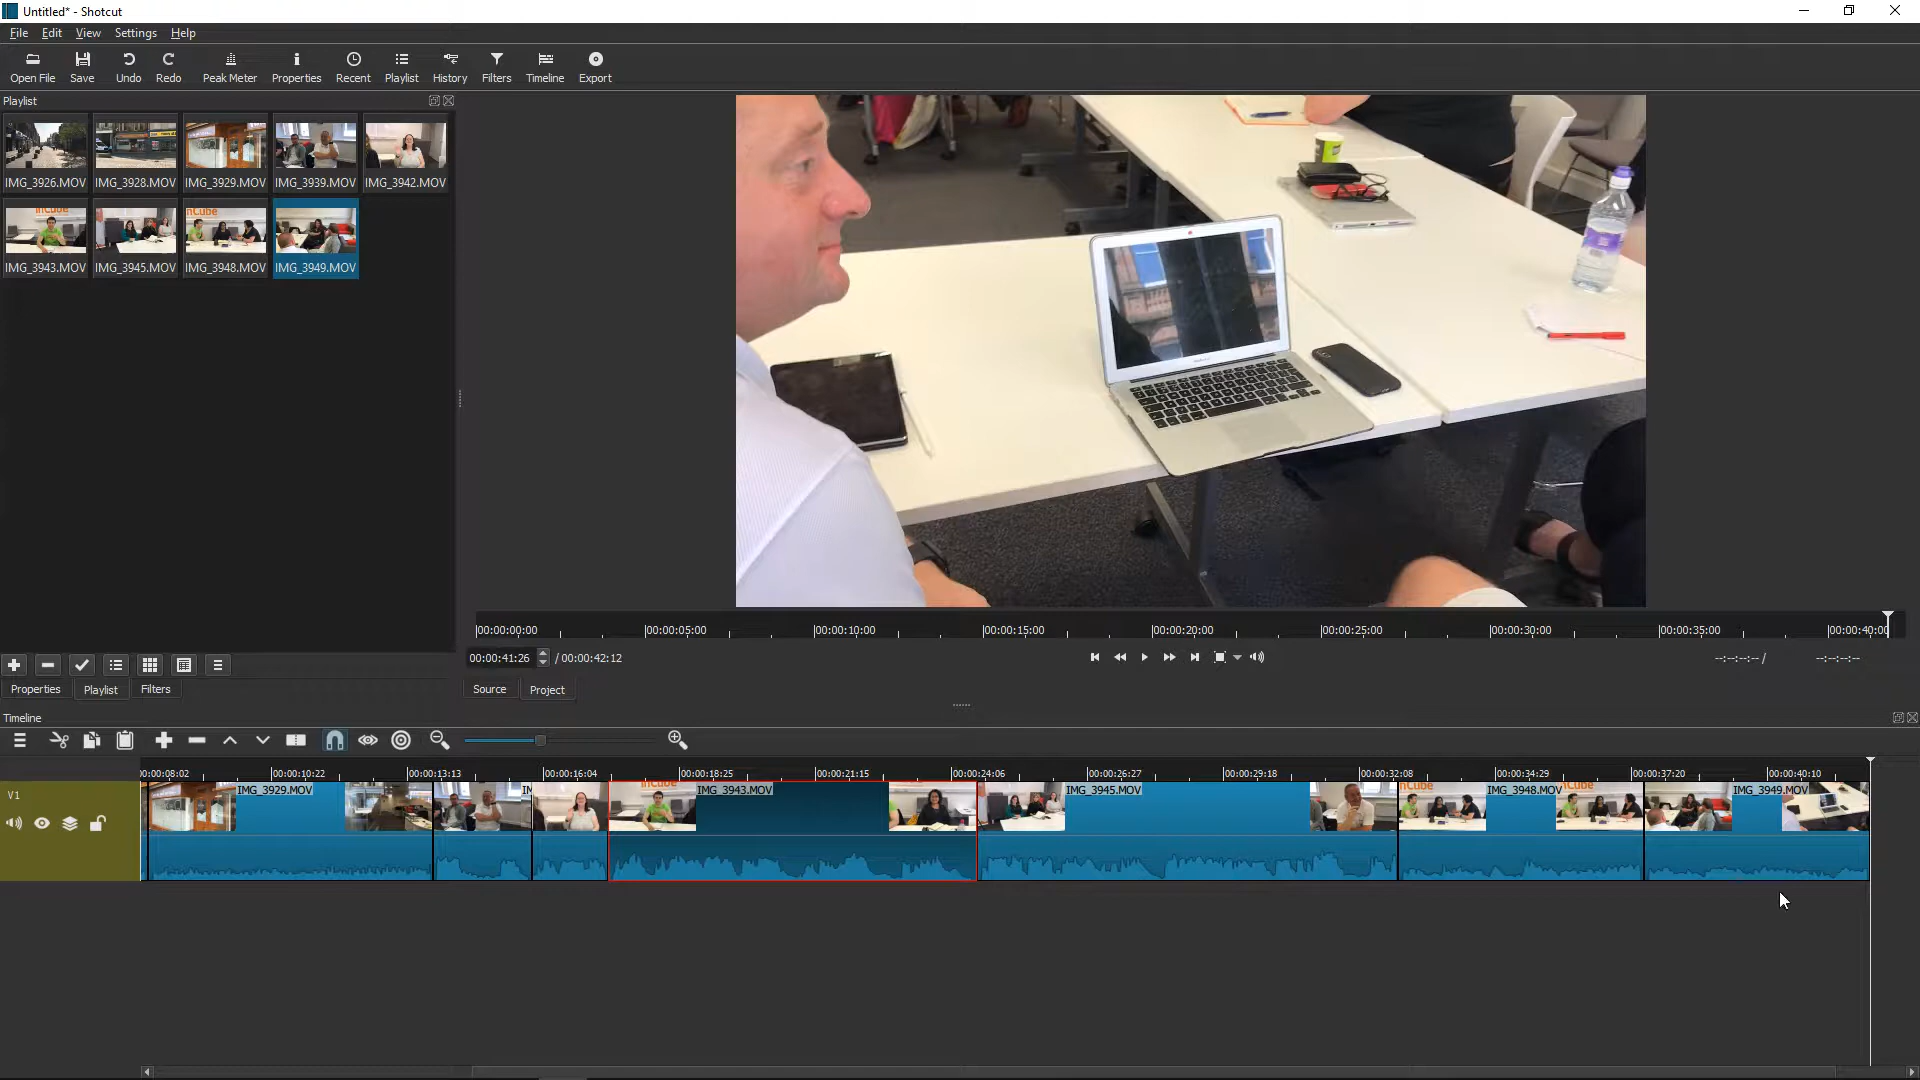 Untitled* - Shotcut
File Edit View Settings Help
Open File Save Undo Redo Peak Meter Properties Recent Playlist History Filters Timeline Export
Playlist
IMG_3926.MOV IMG_3928.MOV IMG_3929.MOV IMG_3939.MOV IMG_3942.MOV
IMG_3943.MOV IMG_3945.MOV IMG_3948.MOV IMG_3949.MOV
00:00:00:00 00:00:05:00 00:00:10:00 00:00:15:00 00:00:20:00 00:00:25:00 00:00:30:00 00:00:35:00 00:00:40:00
00:00:41:26 / 00:00:42:12 --:--:--:-- / --:--:--:--
Properties Playlist Filters Source Project
Timeline
00:00:08:02 00:00:10:22 00:00:13:13 00:00:16:04 00:00:18:25 00:00:21:15 00:00:24:06 00:00:26:27 00:00:29:18 00:00:32:08 00:00:34:29 00:00:37:20 00:00:40:10
V1 IMG_3929.MOV IM IMG_3943.MOV IMG_3945.MOV IMG_3948.MOV IMG_3949.MOV